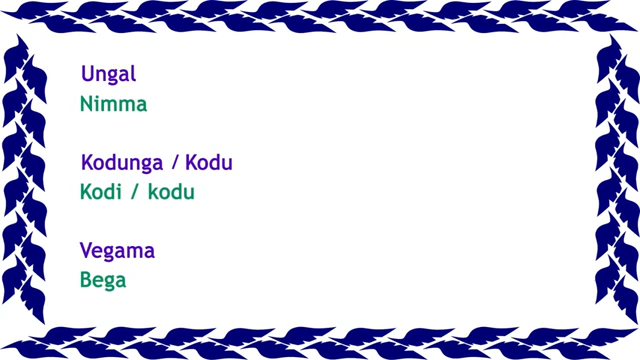 Ungal
Nimma
Kodunga / Kodu
Kodi / kodu
Vegama
Bega